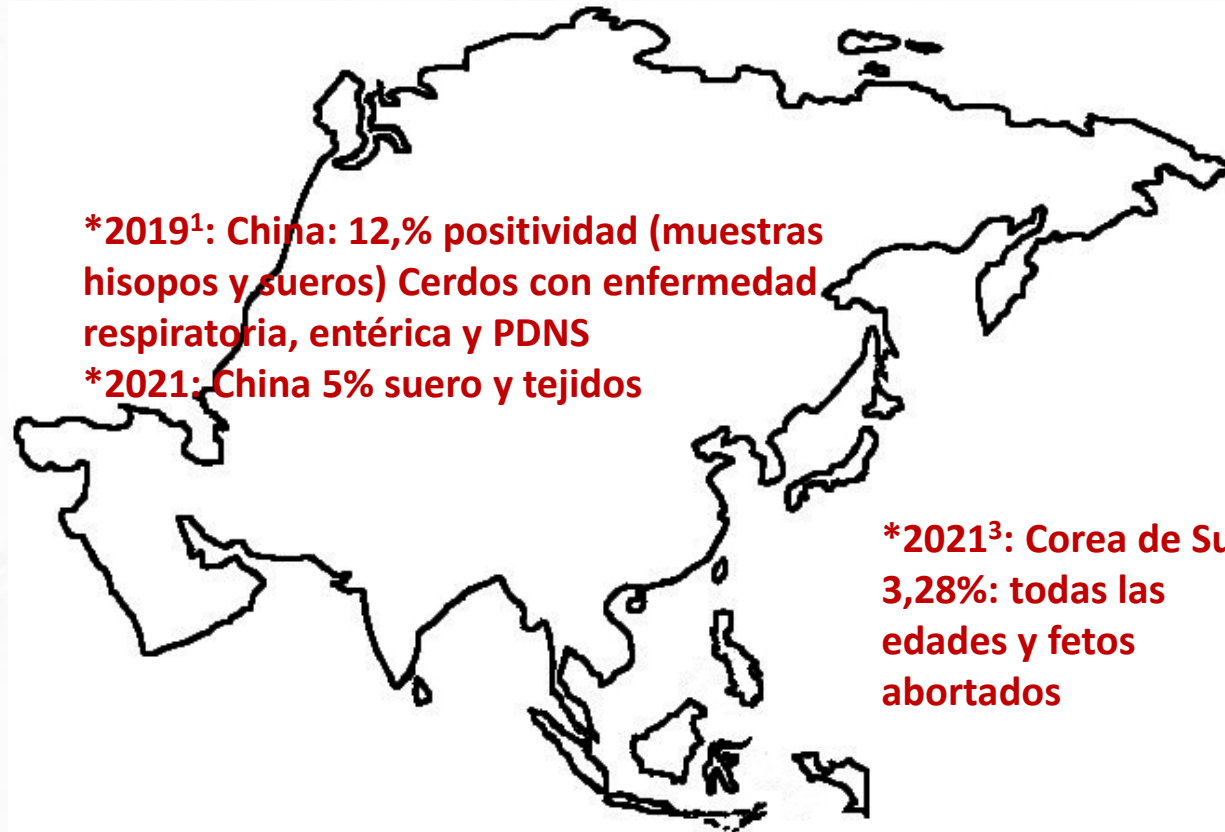 *2019¹: China: 12,% positividad (muestras
hisopos y sueros) Cerdos con enfermedad
respiratoria, entérica y PDNS
*2021: China 5% suero y tejidos
*2021³: Corea de Su
3,28%: todas las
edades y fetos
abortados